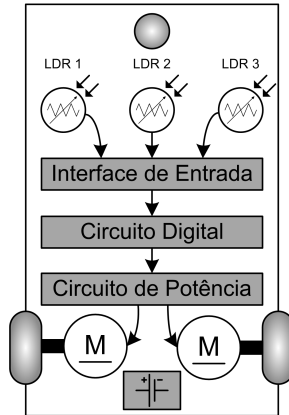 LDR 1 LDR 2 LDR 3
Interface de Entrada
Circuito Digital
Circuito de Potência
M M
+ -